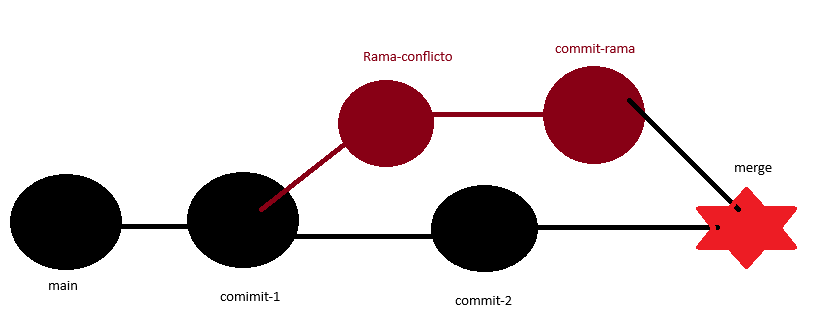 commit-rama
Rama-conflicto
merge
main
comimit-1
commit-2